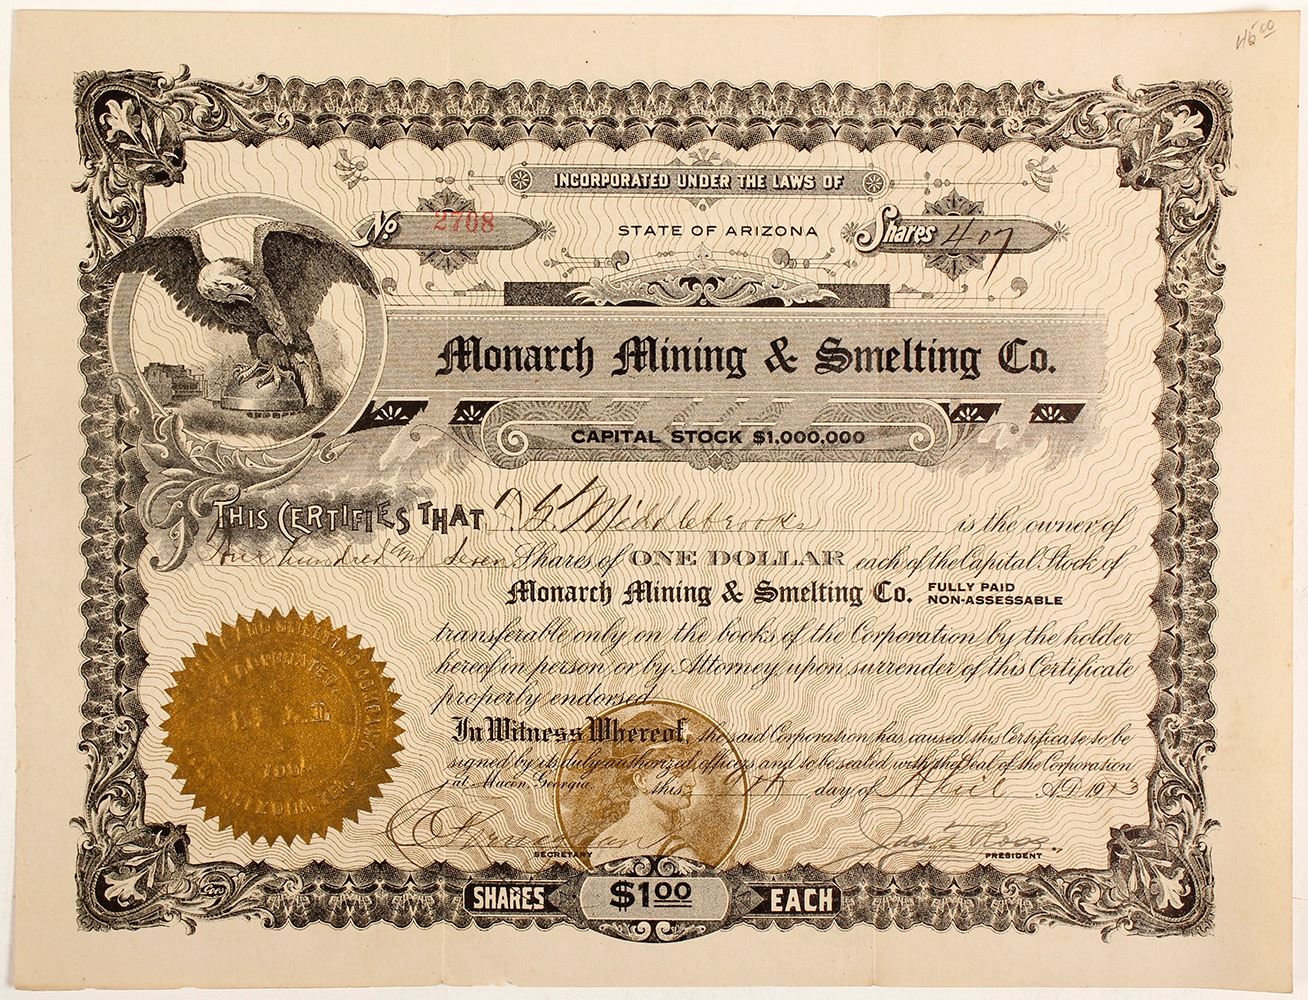 46 00
INCORPORATED UNDER THE LAWS OF
No 2708
STATE OF ARIZONA
Shares 407
Monarch Mining & Smelting Co.
CAPITAL STOCK $1,000,000
THIS CERTIFIES THAT Middlebrooks is the owner of
Four hundred and seven Shares of ONE DOLLAR each of the Capital Stock of
Monarch Mining & Smelting Co. FULLY PAID
NON-ASSESSABLE
transferable only on the books of the Corporation by the holder
hereof in person or by Attorney upon surrender of this Certificate
properly endorsed.
In Witness Whereof, the said Corporation has caused this Certificate to be
signed by its duly authorized officers and to be sealed with the Seal of the Corporation
at Macon, Georgia this 9th day of April A.D. 1913
SECRETARY
Jas. T. Ross,
PRESIDENT
SHARES $1.00 EACH